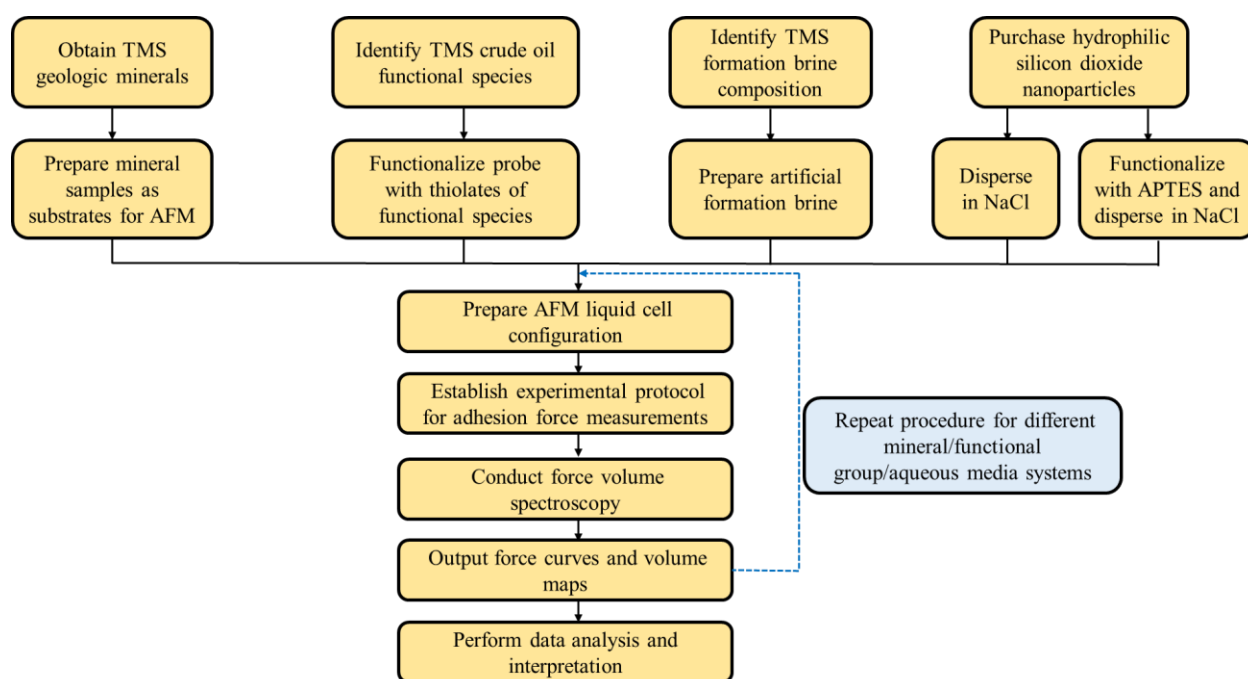 Obtain TMS
geologic minerals
Identify TMS crude oil
functional species
Identify TMS
formation brine
composition
Purchase hydrophilic
silicon dioxide
nanoparticles
Prepare mineral
samples as
substrates for AFM
Functionalize probe
with thiolates of
functional species
Prepare artificial
formation brine
Disperse
in NaCl
Functionalize
with APTES and
disperse in NaCl
Prepare AFM liquid cell
configuration
Establish experimental protocol
for adhesion force measurements
Repeat procedure for different
mineral/functional
group/aqueous media systems
Conduct force volume
spectroscopy
Output force curves and volume
maps
Perform data analysis and
interpretation